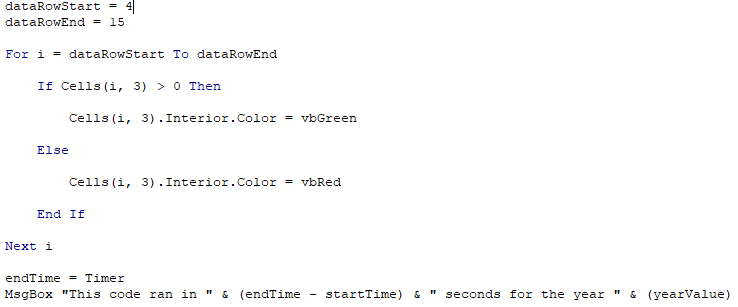 dataRowStart = 4
dataRowEnd = 15
For i = dataRowStart To dataRowEnd
If Cells(i, 3) > 0 Then
Cells(i, 3).Interior.Color = vbGreen
Else
Cells(i, 3).Interior.Color = vbRed
End If
Next i
endTime = Timer
MsgBox "This code ran in " & (endTime - startTime) & " seconds for the year " & (yearValue)